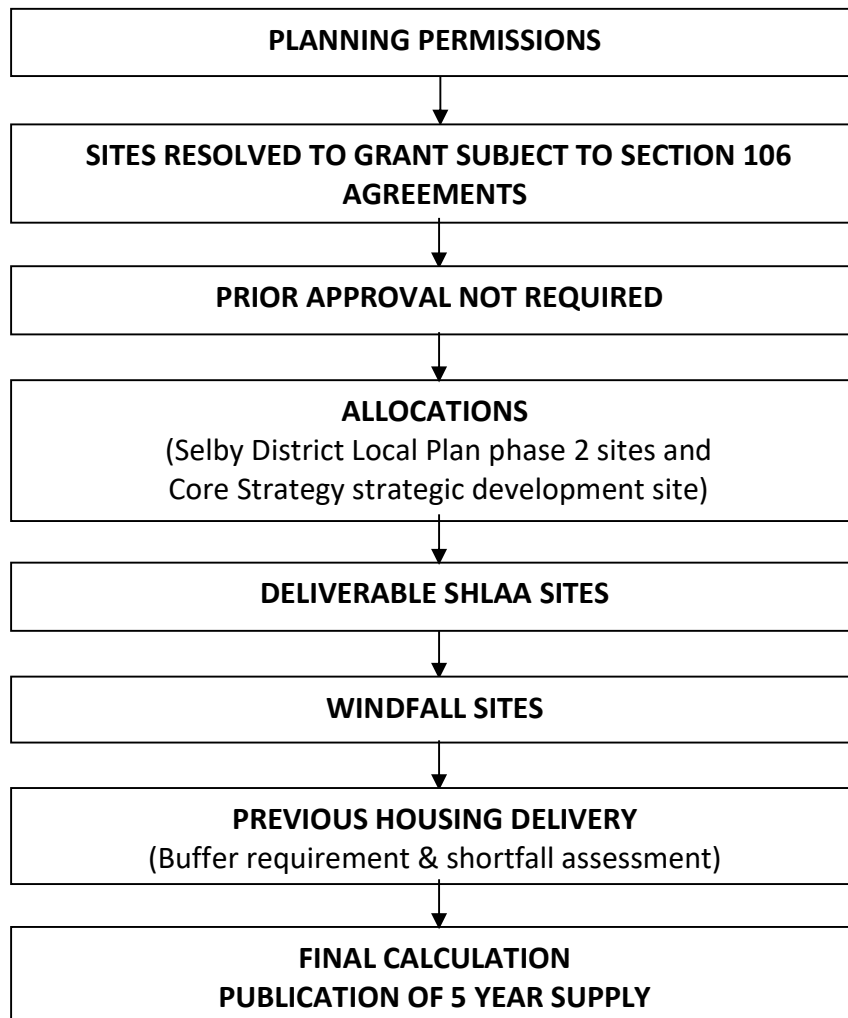 PLANNING PERMISSIONS
SITES RESOLVED TO GRANT SUBJECT TO SECTION 106
AGREEMENTS
PRIOR APPROVAL NOT REQUIRED
ALLOCATIONS
(Selby District Local Plan phase 2 sites and
Core Strategy strategic development site)
DELIVERABLE SHLAA SITES
WINDFALL SITES
PREVIOUS HOUSING DELIVERY
(Buffer requirement & shortfall assessment)
FINAL CALCULATION
PUBLICATION OF 5 YEAR SUPPLY